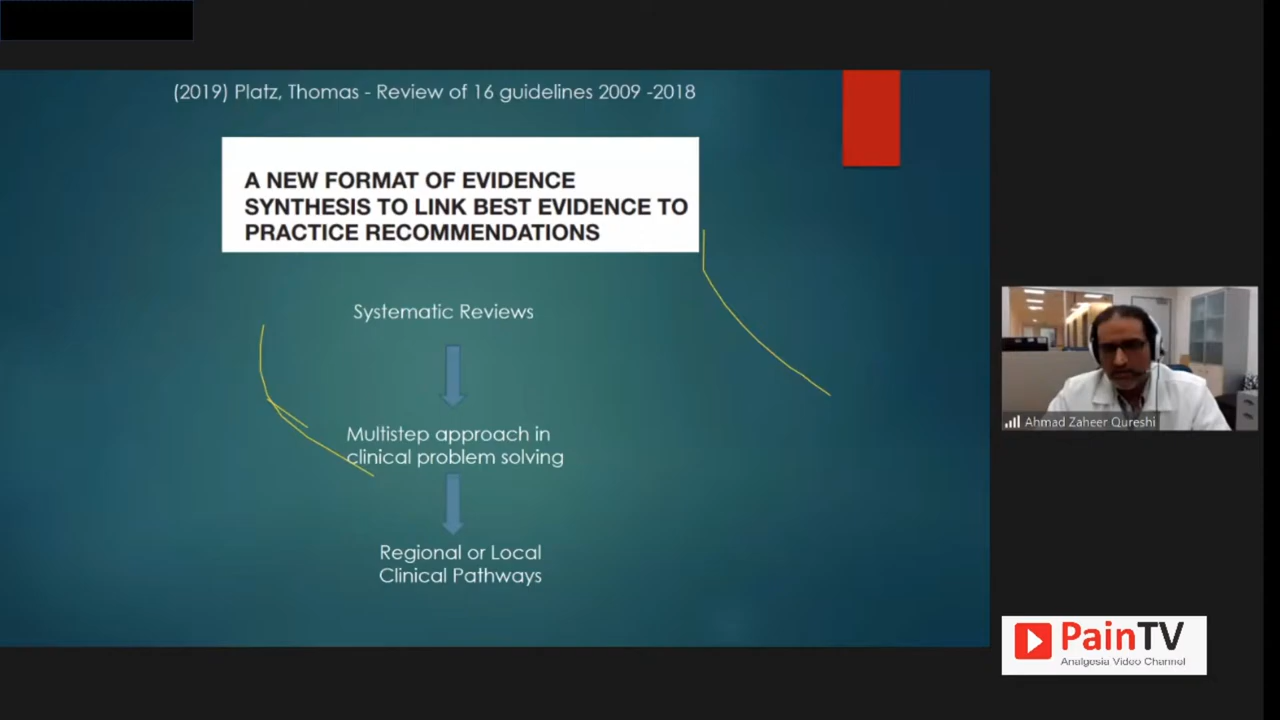 (2019) Platz, Thomas - Review of 16 guidelines 2009 -2018
A NEW FORMAT OF EVIDENCE
SYNTHESIS TO LINK BEST EVIDENCE TO
PRACTICE RECOMMENDATIONS
Systematic Reviews
Multistep approach in
clinical problem solving
Regional or Local
Clinical Pathways
Ahmad Zaheer Qureshi
PainTV
Analgesia Video Channel